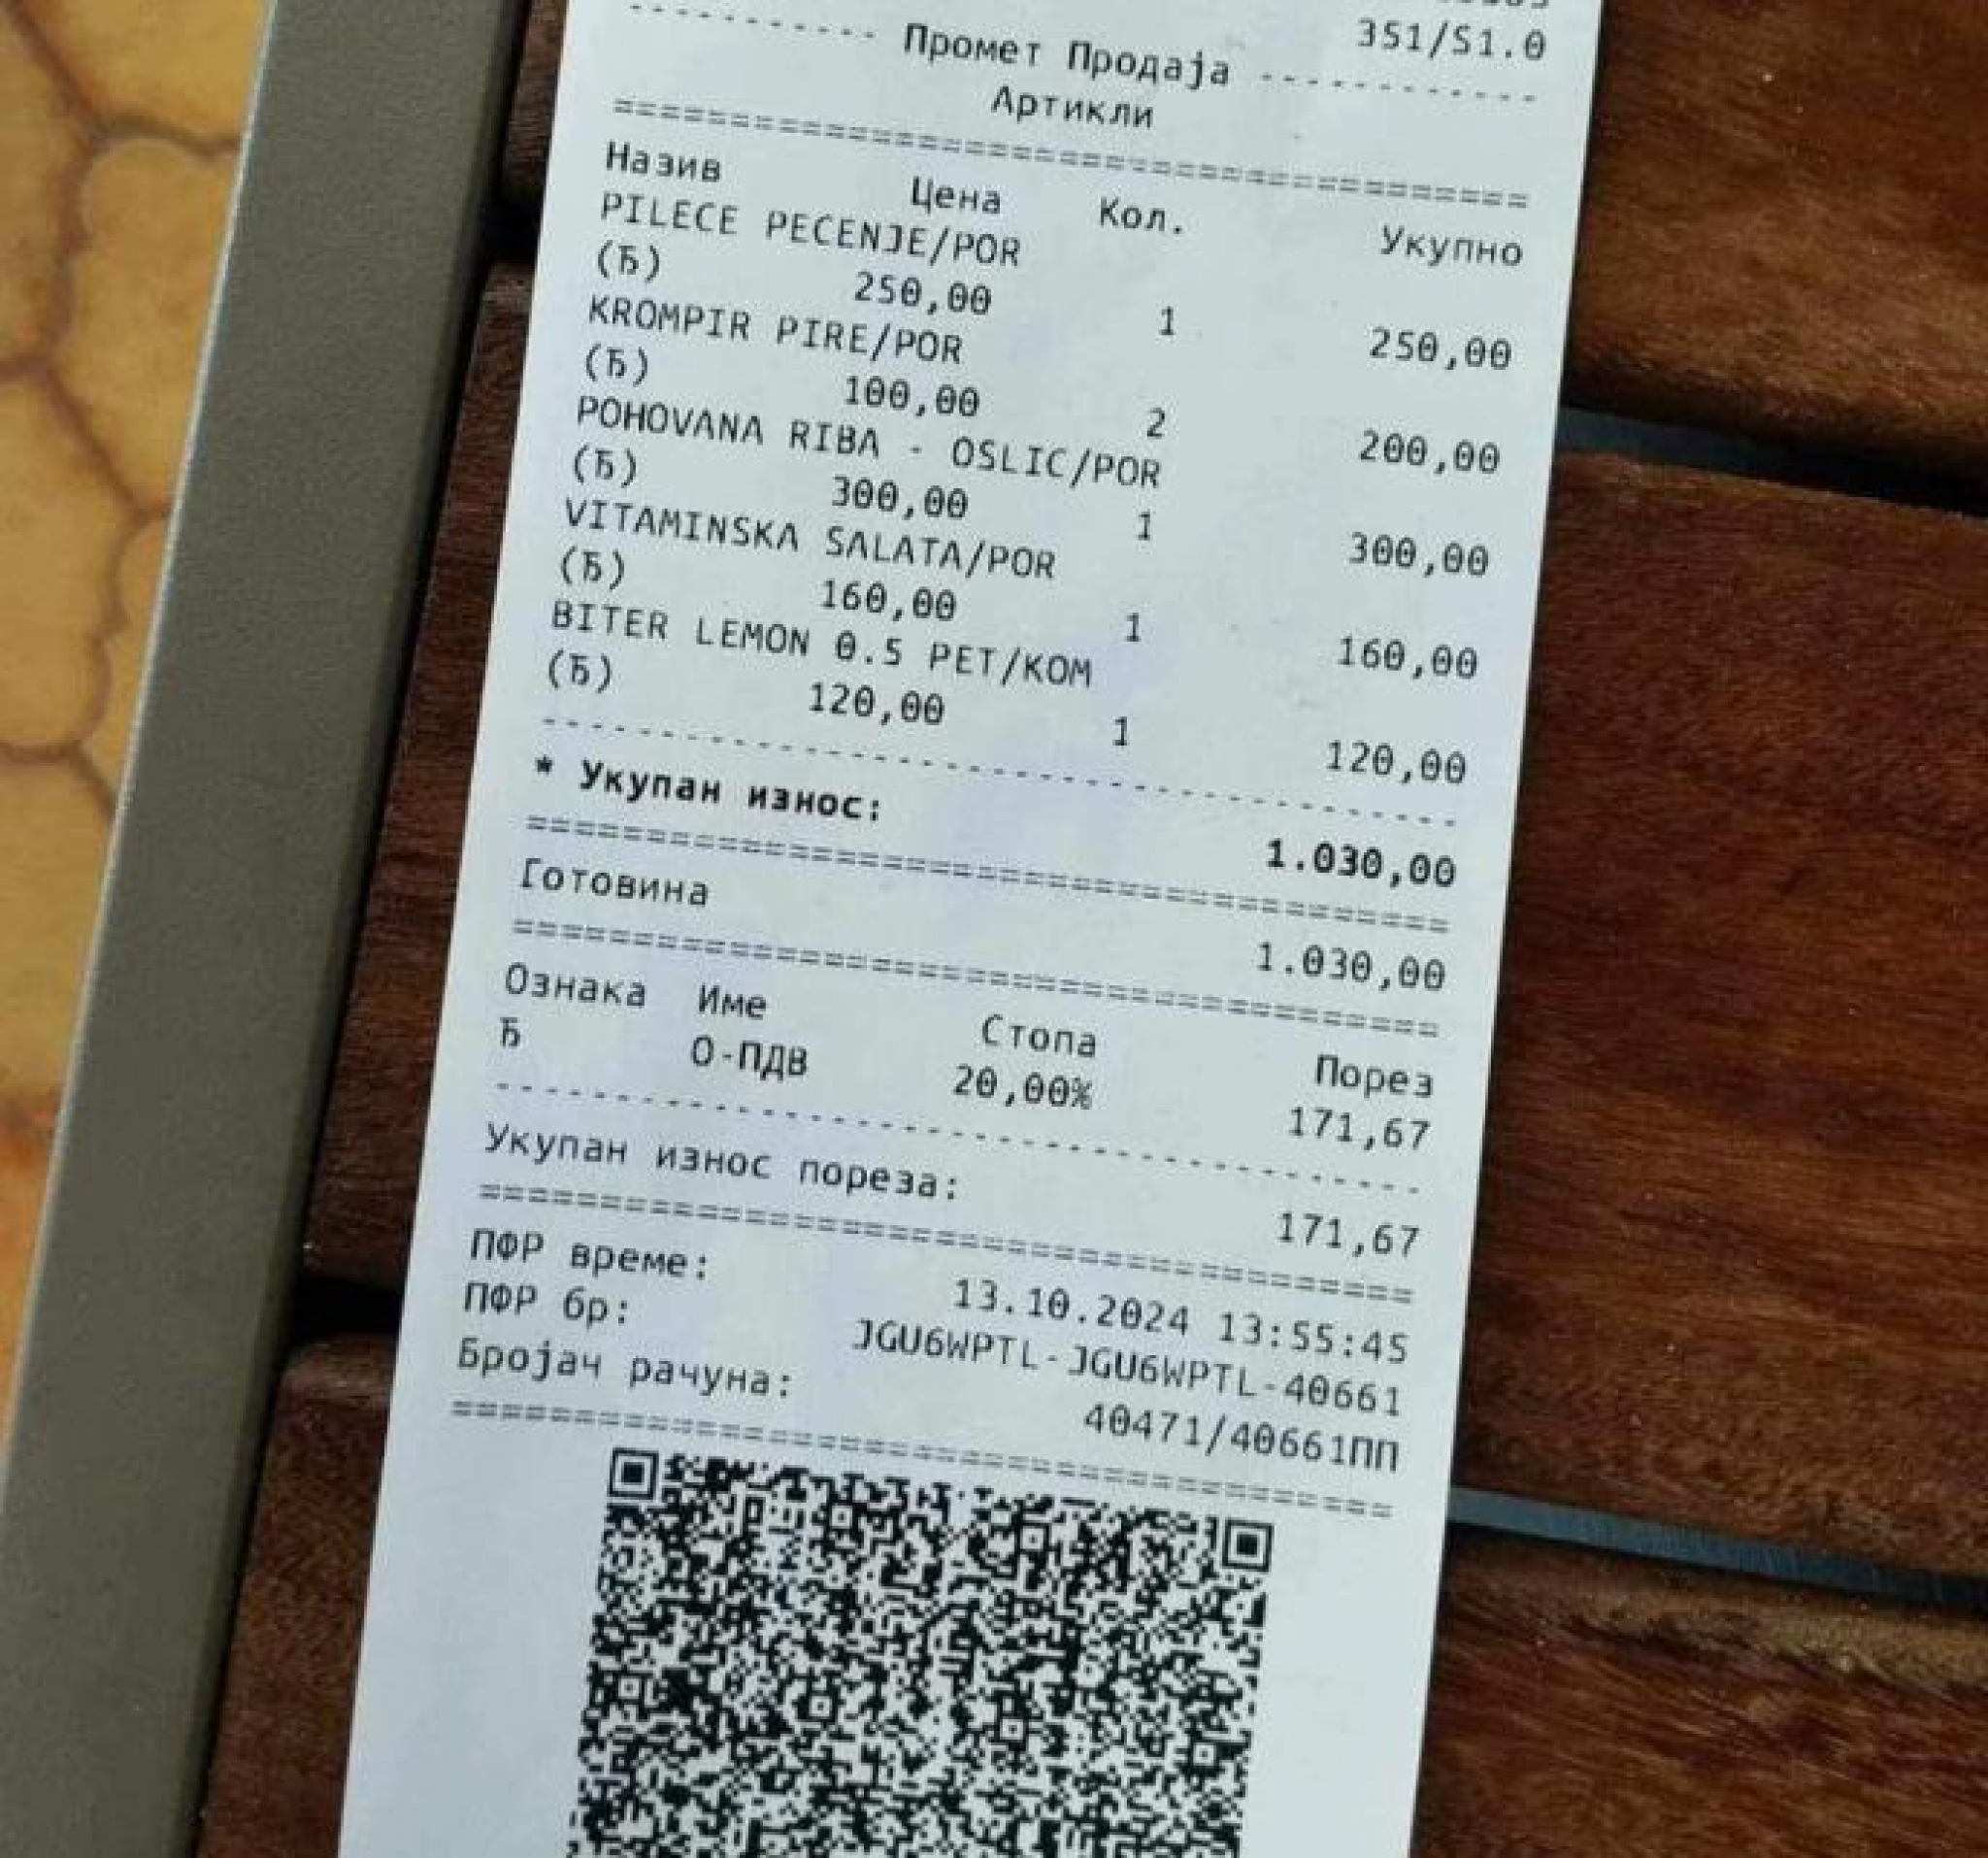 351/S1.0
---------- Промет Продаја ------------
Артикли
========================================
Назив Цена Кол. Укупно
PILECE PECENJE/POR
(Ђ) 250,00 1 250,00
KROMPIR PIRE/POR
(Ђ) 100,00 2 200,00
POHOVANA RIBA - OSLIC/POR
(Ђ) 300,00 1 300,00
VITAMINSKA SALATA/POR
(Ђ) 160,00 1 160,00
BITER LEMON 0.5 PET/KOM
(Ђ) 120,00 1 120,00
----------------------------------------
* Укупан износ: 1.030,00
========================================
Готовина 1.030,00
========================================
Ознака Име Стопа Порез
Ђ О-ПДВ 20,00% 171,67
----------------------------------------
Укупан износ пореза: 171,67
========================================
ПФР време: 13.10.2024 13:55:45
ПФР бр: JGU6WPTL-JGU6WPTL-40661
Бројач рачуна: 40471/40661ПП
========================================